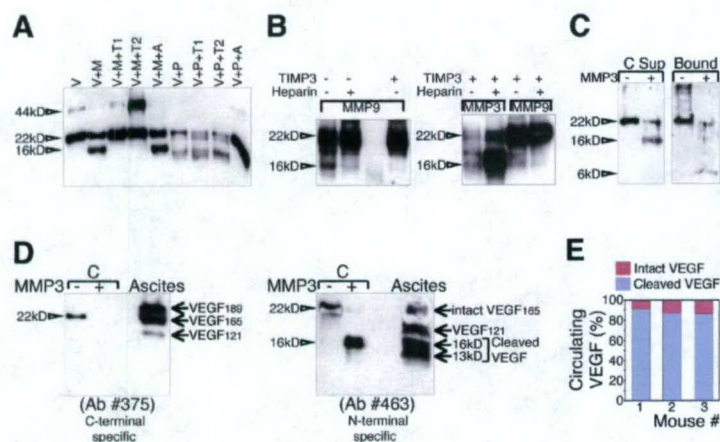 A
V
V+M
V+M+T1
V+M+T2
V+M+A
V+P
V+P+T1
V+P+T2
V+P+A
44kD
22kD
16kD
B
TIMP3 - - +
Heparin - + -
MMP9
22kD
16kD
TIMP3 + + + +
Heparin - + - +
MMP3 MMP9
22kD
16kD
C
C Sup Bound
MMP3 - + - +
22kD
16kD
6kD
D
C
MMP3 - + Ascites
22kD
VEGF189
VEGF165
VEGF121
(Ab #375)
C-terminal
specific
C
MMP3 - + Ascites
22kD
16kD
intact VEGF165
VEGF121
16kD
13kD
Cleaved
VEGF
(Ab #463)
N-terminal
specific
E
Intact VEGF
Cleaved VEGF
Circulating
VEGF (%)
100
80
60
40
20
0
1 2 3
Mouse #